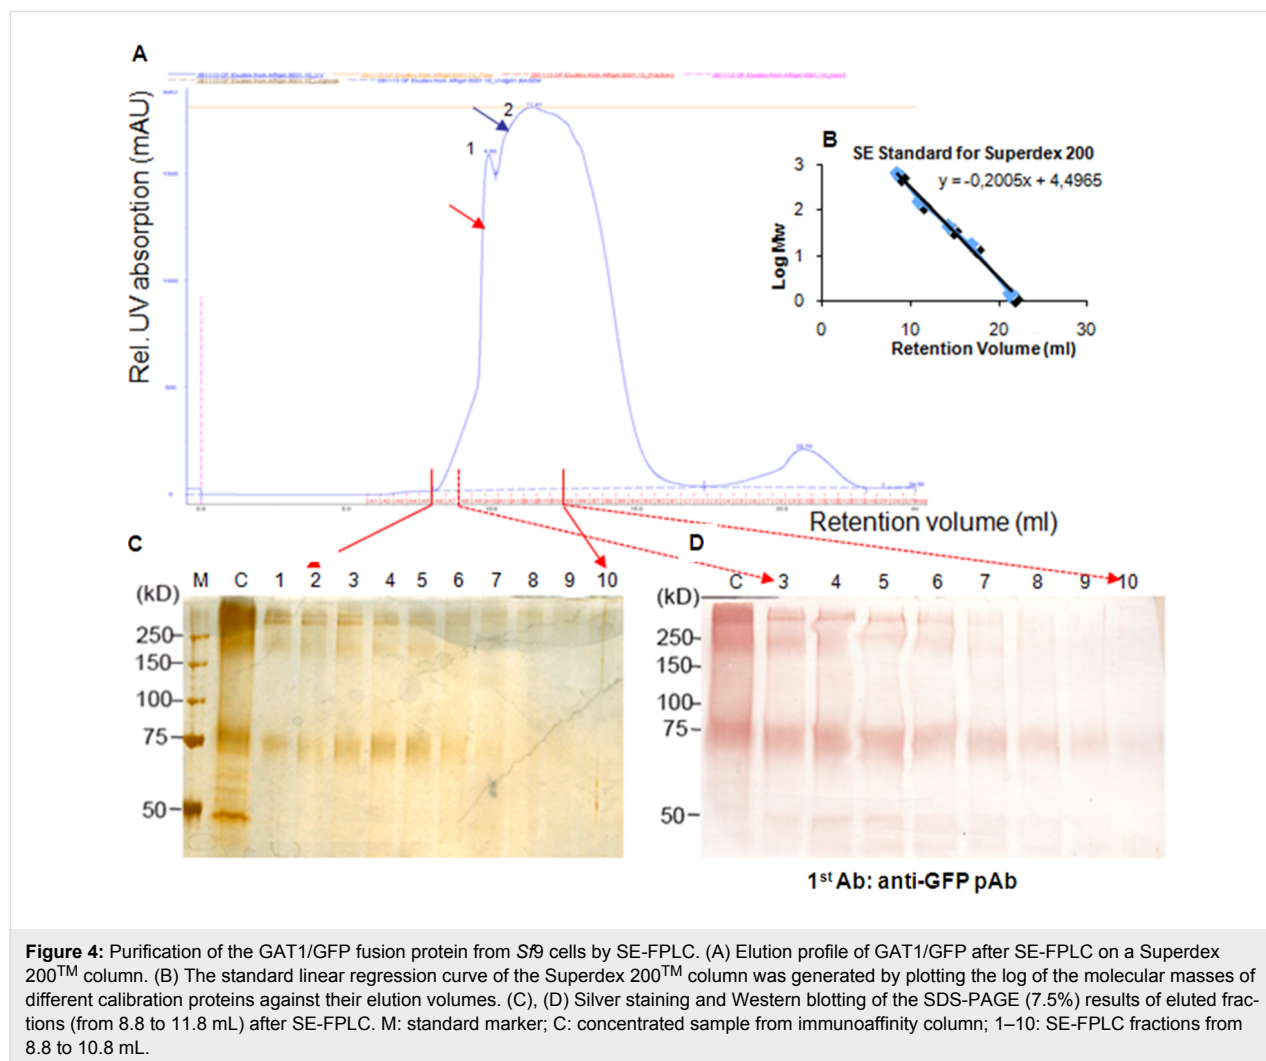 A
Rel. UV absorption (mAU)
1500
1000
500
0
1
2
B
SE Standard for Superdex 200
y = -0,2005x + 4,4965
Log Mw
3
2
1
0
0 10 20 30
Retention Volume (ml)
Retention volume (ml)
C
M C 1 2 3 4 5 6 7 8 9 10
(kD)
250
150
100
75
50
D
C 3 4 5 6 7 8 9 10
(kD)
250
150
100
75
50
1st Ab: anti-GFP pAb
Figure 4: Purification of the GAT1/GFP fusion protein from Sf9 cells by SE-FPLC. (A) Elution profile of GAT1/GFP after SE-FPLC on a Superdex
200TM column. (B) The standard linear regression curve of the Superdex 200TM column was generated by plotting the log of the molecular masses of
different calibration proteins against their elution volumes. (C), (D) Silver staining and Western blotting of the SDS-PAGE (7.5%) results of eluted frac-
tions (from 8.8 to 11.8 mL) after SE-FPLC. M: standard marker; C: concentrated sample from immunoaffinity column; 1–10: SE-FPLC fractions from
8.8 to 10.8 mL.